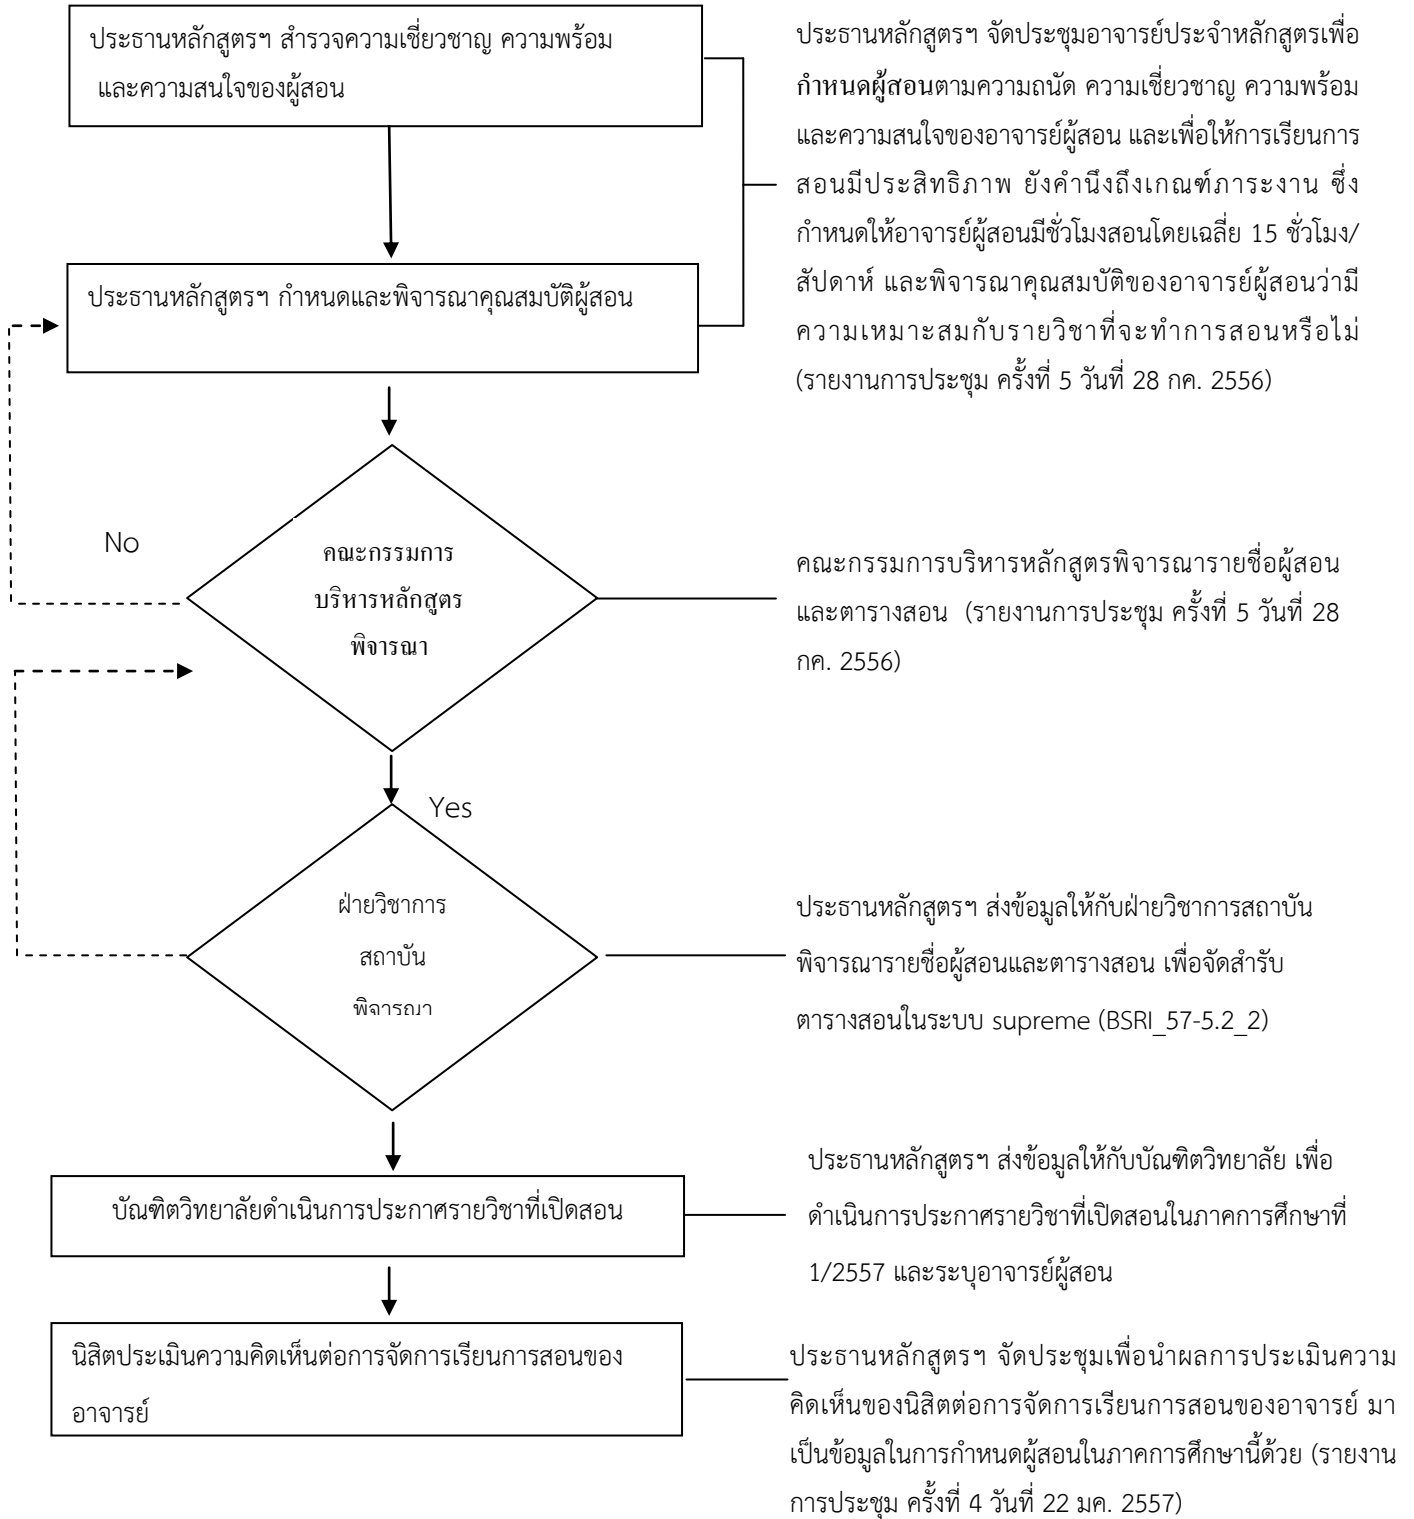 ประธานหลักสูตรฯ สำรวจความเชี่ยวชาญ ความพร้อม
และความสนใจของผู้สอน
ประธานหลักสูตรฯ จัดประชุมอาจารย์ประจำหลักสูตรเพื่อ
กำหนดผู้สอนตามความถนัด ความเชี่ยวชาญ ความพร้อม
และความสนใจของอาจารย์ผู้สอน และเพื่อให้การเรียนการ
สอนมีประสิทธิภาพ ยังคำนึงถึงเกณฑ์ภาระงาน ซึ่ง
กำหนดให้อาจารย์ผู้สอนมีชั่วโมงสอนโดยเฉลี่ย 15 ชั่วโมง/
สัปดาห์ และพิจารณาคุณสมบัติของอาจารย์ผู้สอนว่ามี
ความเหมาะสมกับรายวิชาที่จะทำการสอนหรือไม่
(รายงานการประชุม ครั้งที่ 5 วันที่ 28 กค. 2556)
ประธานหลักสูตรฯ กำหนดและพิจารณาคุณสมบัติผู้สอน
No
คณะกรรมการ
บริหารหลักสูตร
พิจารณา
คณะกรรมการบริหารหลักสูตรพิจารณารายชื่อผู้สอน
และตารางสอน (รายงานการประชุม ครั้งที่ 5 วันที่ 28
กค. 2556)
Yes
ฝ่ายวิชาการ
สถาบัน
พิจารณา
ประธานหลักสูตรฯ ส่งข้อมูลให้กับฝ่ายวิชาการสถาบัน
พิจารณารายชื่อผู้สอนและตารางสอน เพื่อจัดสำรับ
ตารางสอนในระบบ supreme (BSRI_57-5.2_2)
บัณฑิตวิทยาลัยดำเนินการประกาศรายวิชาที่เปิดสอน
ประธานหลักสูตรฯ ส่งข้อมูลให้กับบัณฑิตวิทยาลัย เพื่อ
ดำเนินการประกาศรายวิชาที่เปิดสอนในภาคการศึกษาที่
1/2557 และระบุอาจารย์ผู้สอน
นิสิตประเมินความคิดเห็นต่อการจัดการเรียนการสอนของ
อาจารย์
ประธานหลักสูตรฯ จัดประชุมเพื่อนำผลการประเมินความ
คิดเห็นของนิสิตต่อการจัดการเรียนการสอนของอาจารย์ มา
เป็นข้อมูลในการกำหนดผู้สอนในภาคการศึกษานี้ด้วย (รายงาน
การประชุม ครั้งที่ 4 วันที่ 22 มค. 2557)